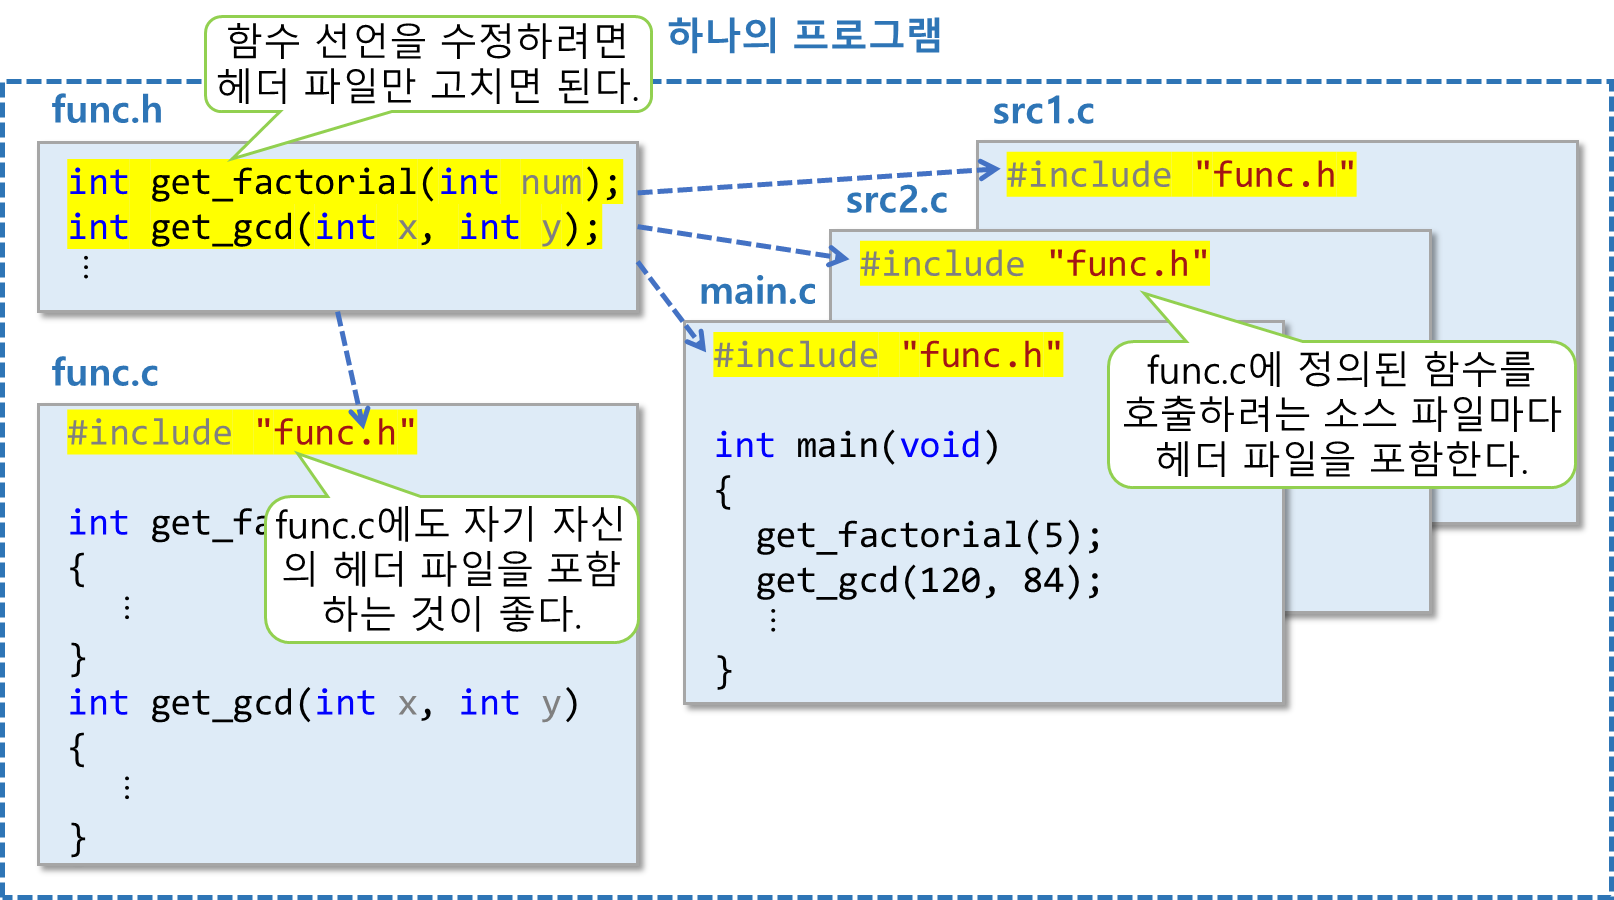 하나의 프로그램
함수 선언을 수정하려면
헤더 파일만 고치면 된다.
func.h
int get_factorial(int num);
int get_gcd(int x, int y);
⋮
src1.c
#include "func.h"
src2.c
#include "func.h"
main.c
#include "func.h"
int main(void)
{
get_factorial(5);
get_gcd(120, 84);
⋮
}
func.c에 정의된 함수를
호출하려는 소스 파일마다
헤더 파일을 포함한다.
func.c
#include "func.h"
int get_fa
{
⋮
}
int get_gcd(int x, int y)
{
⋮
}
func.c에도 자기 자신
의 헤더 파일을 포함
하는 것이 좋다.